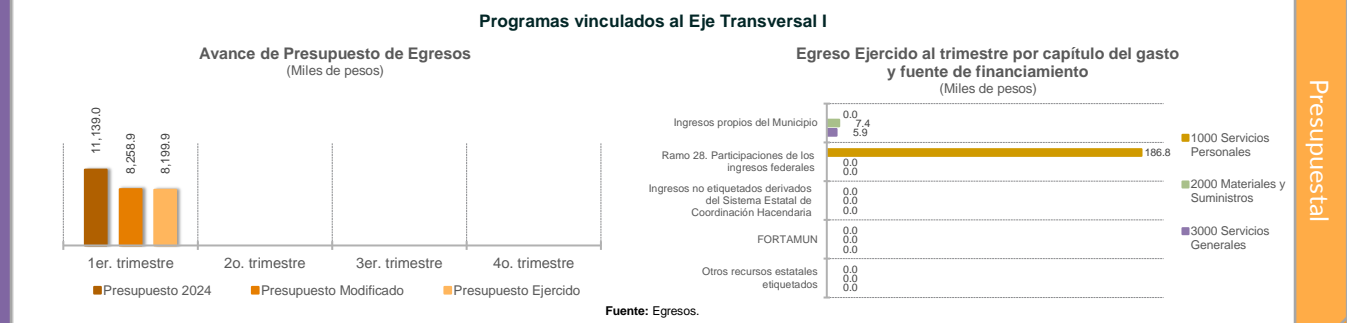 Programas vinculados al Eje Transversal I
Avance de Presupuesto de Egresos
(Miles de pesos)
11,139.0
8,258.9
8,199.9
1er. trimestre
2o. trimestre
3er. trimestre
4o. trimestre
Presupuesto 2024
Presupuesto Modificado
Presupuesto Ejercido
Egreso Ejercido al trimestre por capítulo del gasto
y fuente de financiamiento
(Miles de pesos)
Ingresos propios del Municipio
0.0
7.4
5.9
Ramo 28. Participaciones de los
ingresos federales
186.8
0.0
0.0
Ingresos no etiquetados derivados
del Sistema Estatal de
Coordinación Hacendaria
0.0
0.0
0.0
FORTAMUN
0.0
0.0
0.0
Otros recursos estatales
etiquetados
0.0
0.0
0.0
1000 Servicios
Personales
2000 Materiales y
Suministros
3000 Servicios
Generales
Fuente: Egresos.
Presupuestal